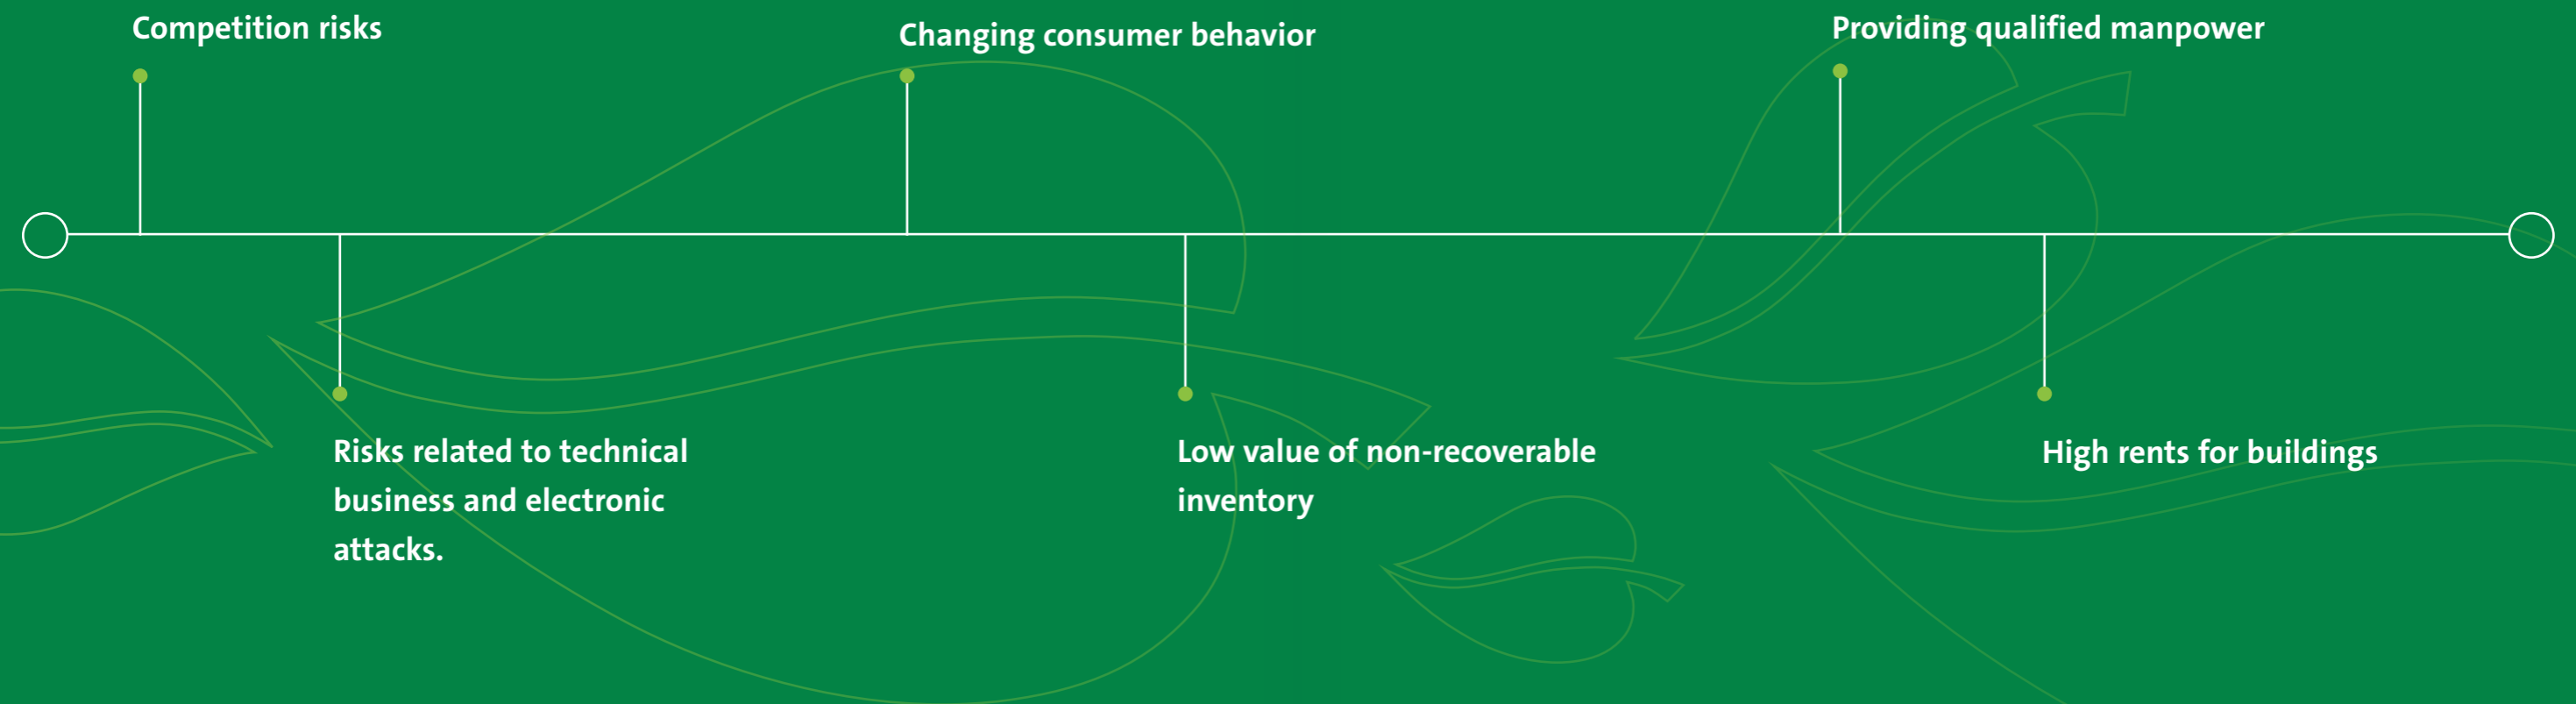 Competition risks
Changing consumer behavior
Providing qualified manpower
Risks related to technical
business and electronic
attacks.
Low value of non-recoverable
inventory
High rents for buildings